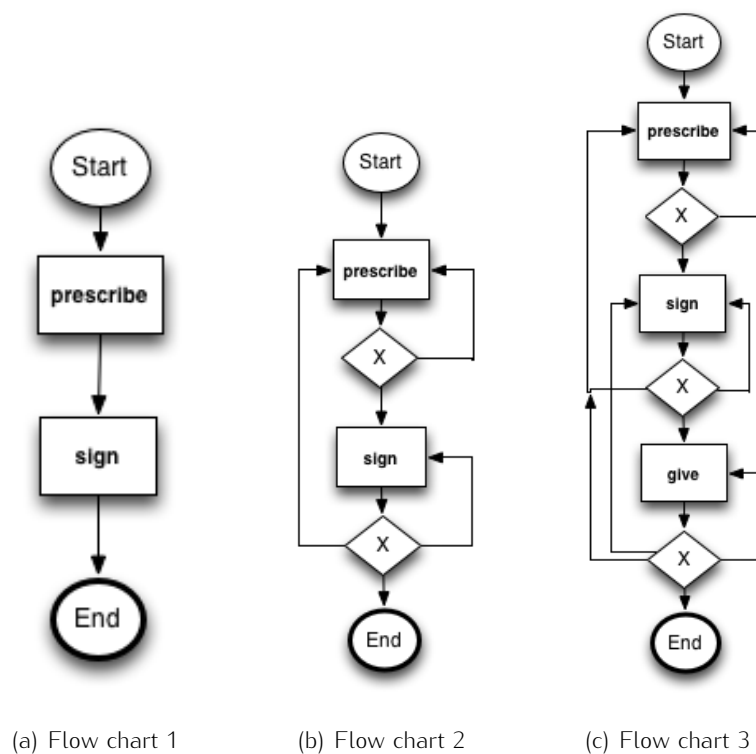 Start
prescribe
sign
End
(a) Flow chart 1
Start
prescribe
X
sign
X
End
(b) Flow chart 2
Start
prescribe
X
sign
X
give
X
End
(c) Flow chart 3